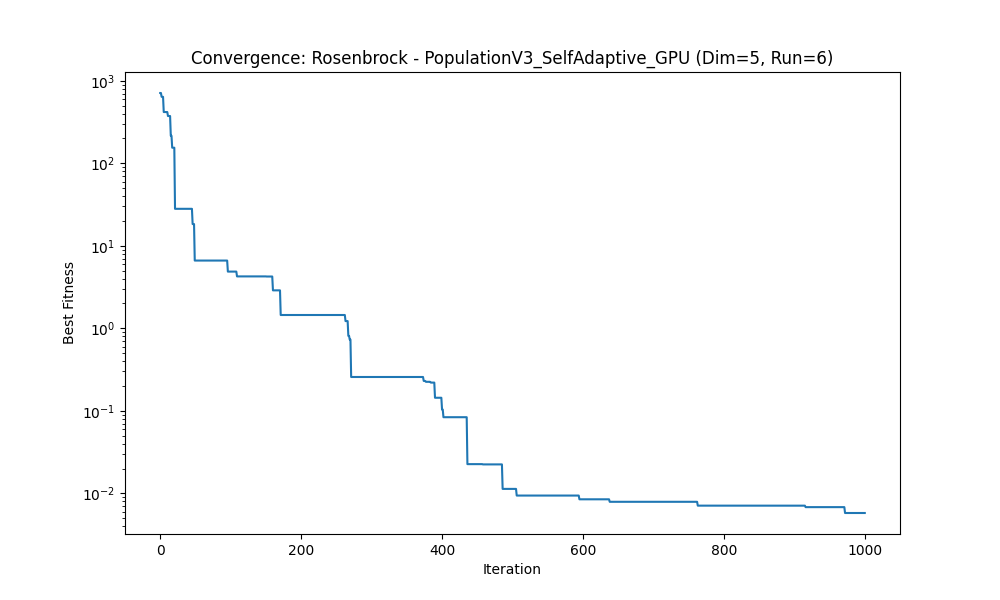 Convergence: Rosenbrock - PopulationV3_SelfAdaptive_GPU (Dim=5, Run=6)
10³
10²
10¹
10⁰
10⁻¹
10⁻²
Best Fitness
0 200 400 600 800 1000
Iteration